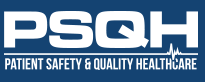 PSQH
PATIENT SAFETY & QUALITY HEALTHCARE